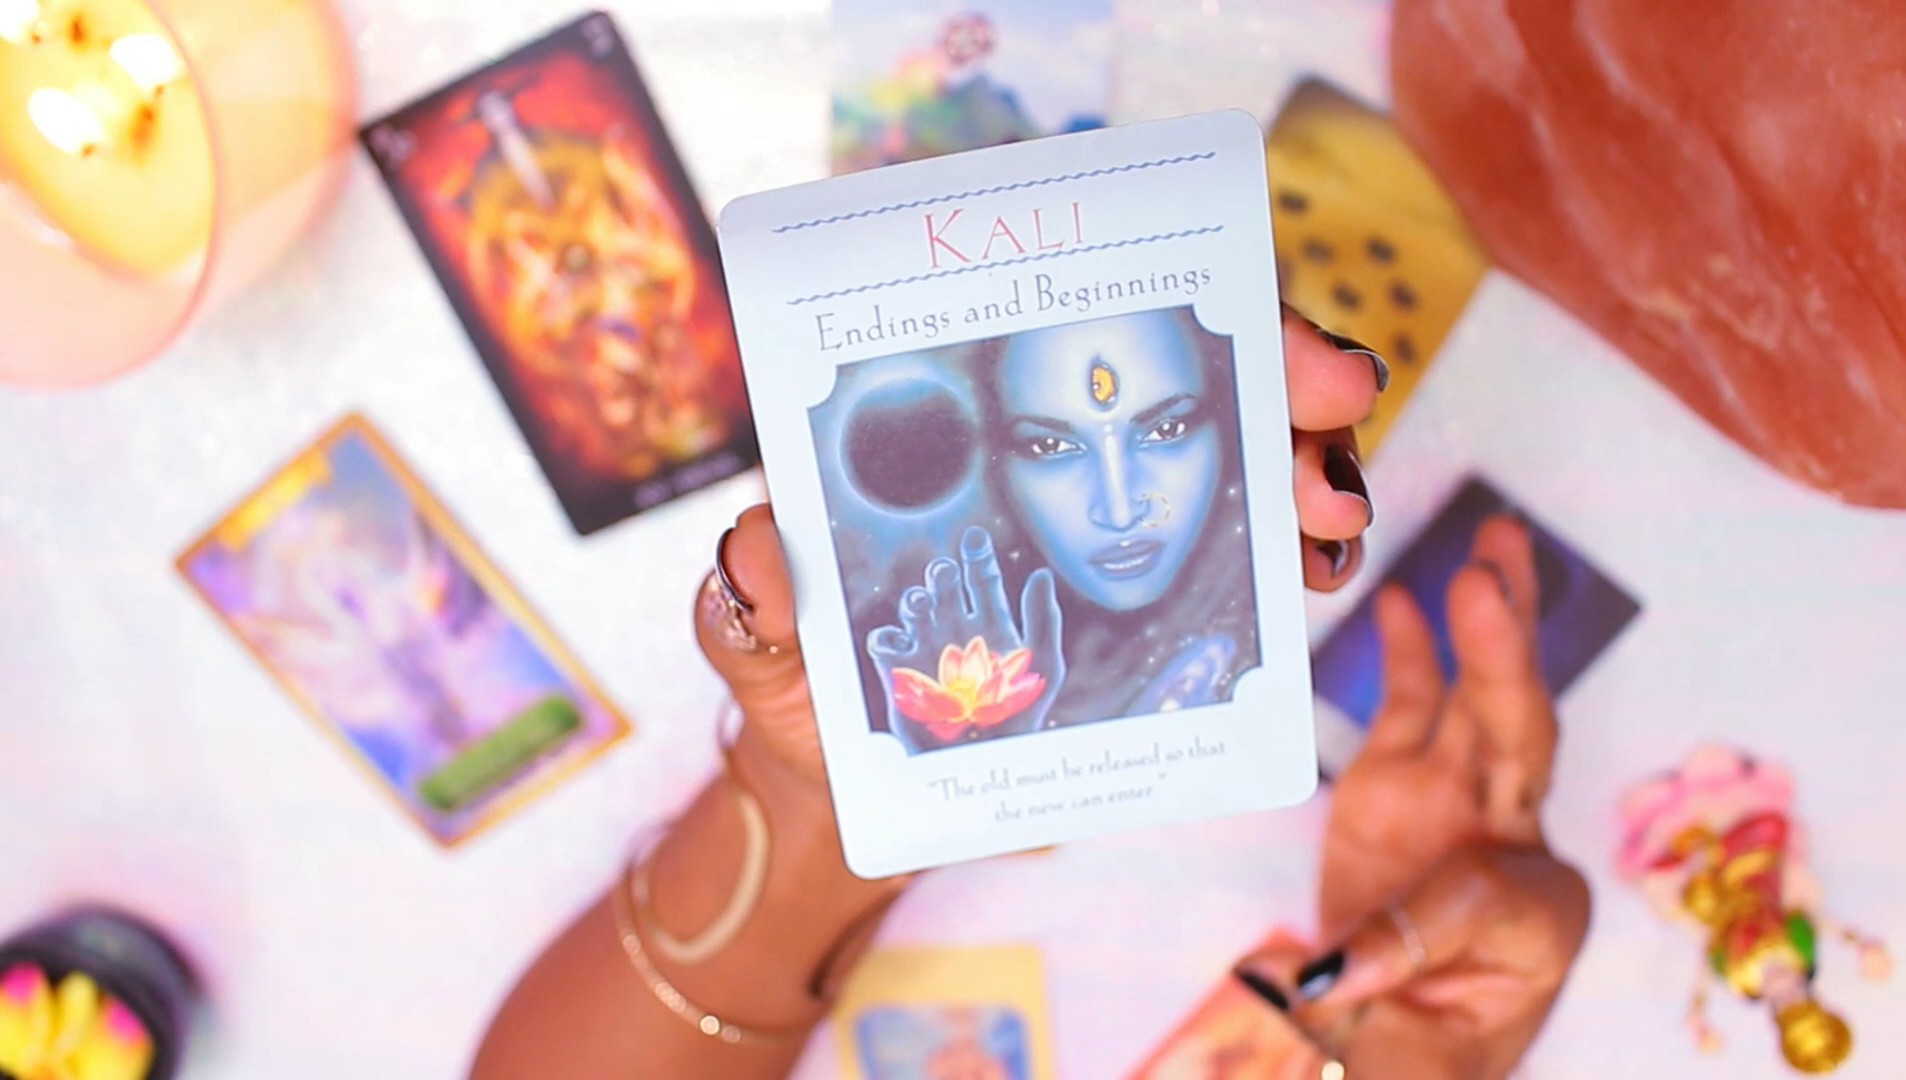 KALI
Endings and Beginnings
"The old must be released so that
the new can enter."